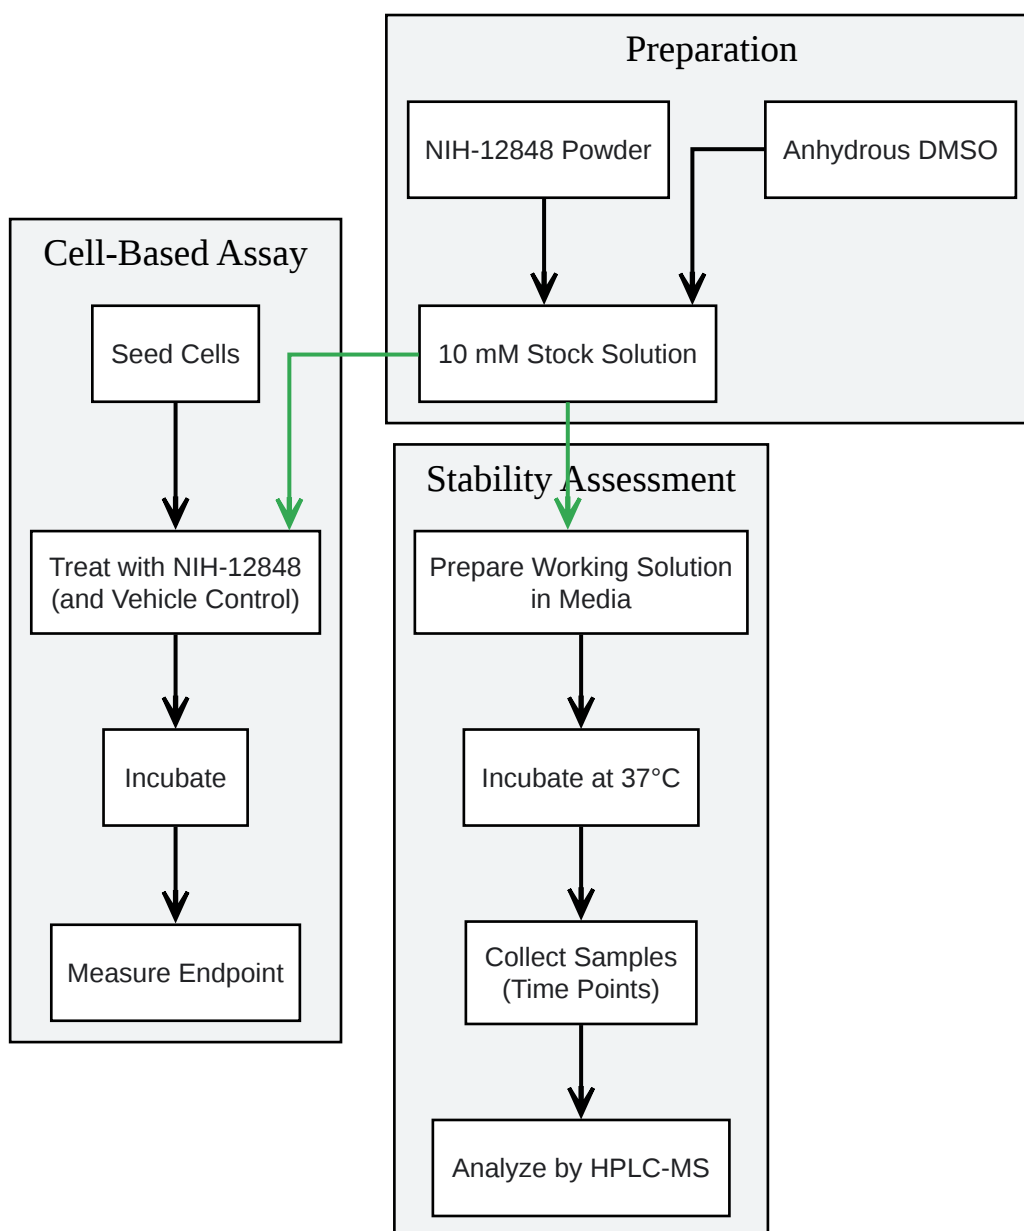 Preparation
NIH-12848 Powder
Anhydrous DMSO
10 mM Stock Solution
Cell-Based Assay
Seed Cells
Treat with NIH-12848
(and Vehicle Control)
Incubate
Measure Endpoint
Stability Assessment
Prepare Working Solution
in Media
Incubate at 37°C
Collect Samples
(Time Points)
Analyze by HPLC-MS